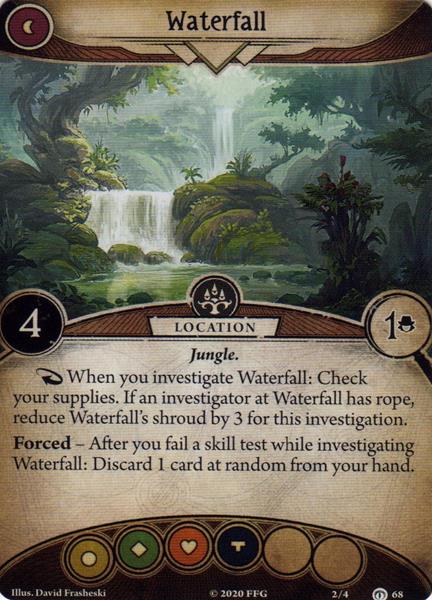 Waterfall
4
LOCATION
1
Jungle.
When you investigate Waterfall: Check
your supplies. If an investigator at Waterfall has rope,
reduce Waterfall's shroud by 3 for this investigation.
Forced – After you fail a skill test while investigating
Waterfall: Discard 1 card at random from your hand.
Illus. David Frasheski
© 2020 FFG
2/4
68